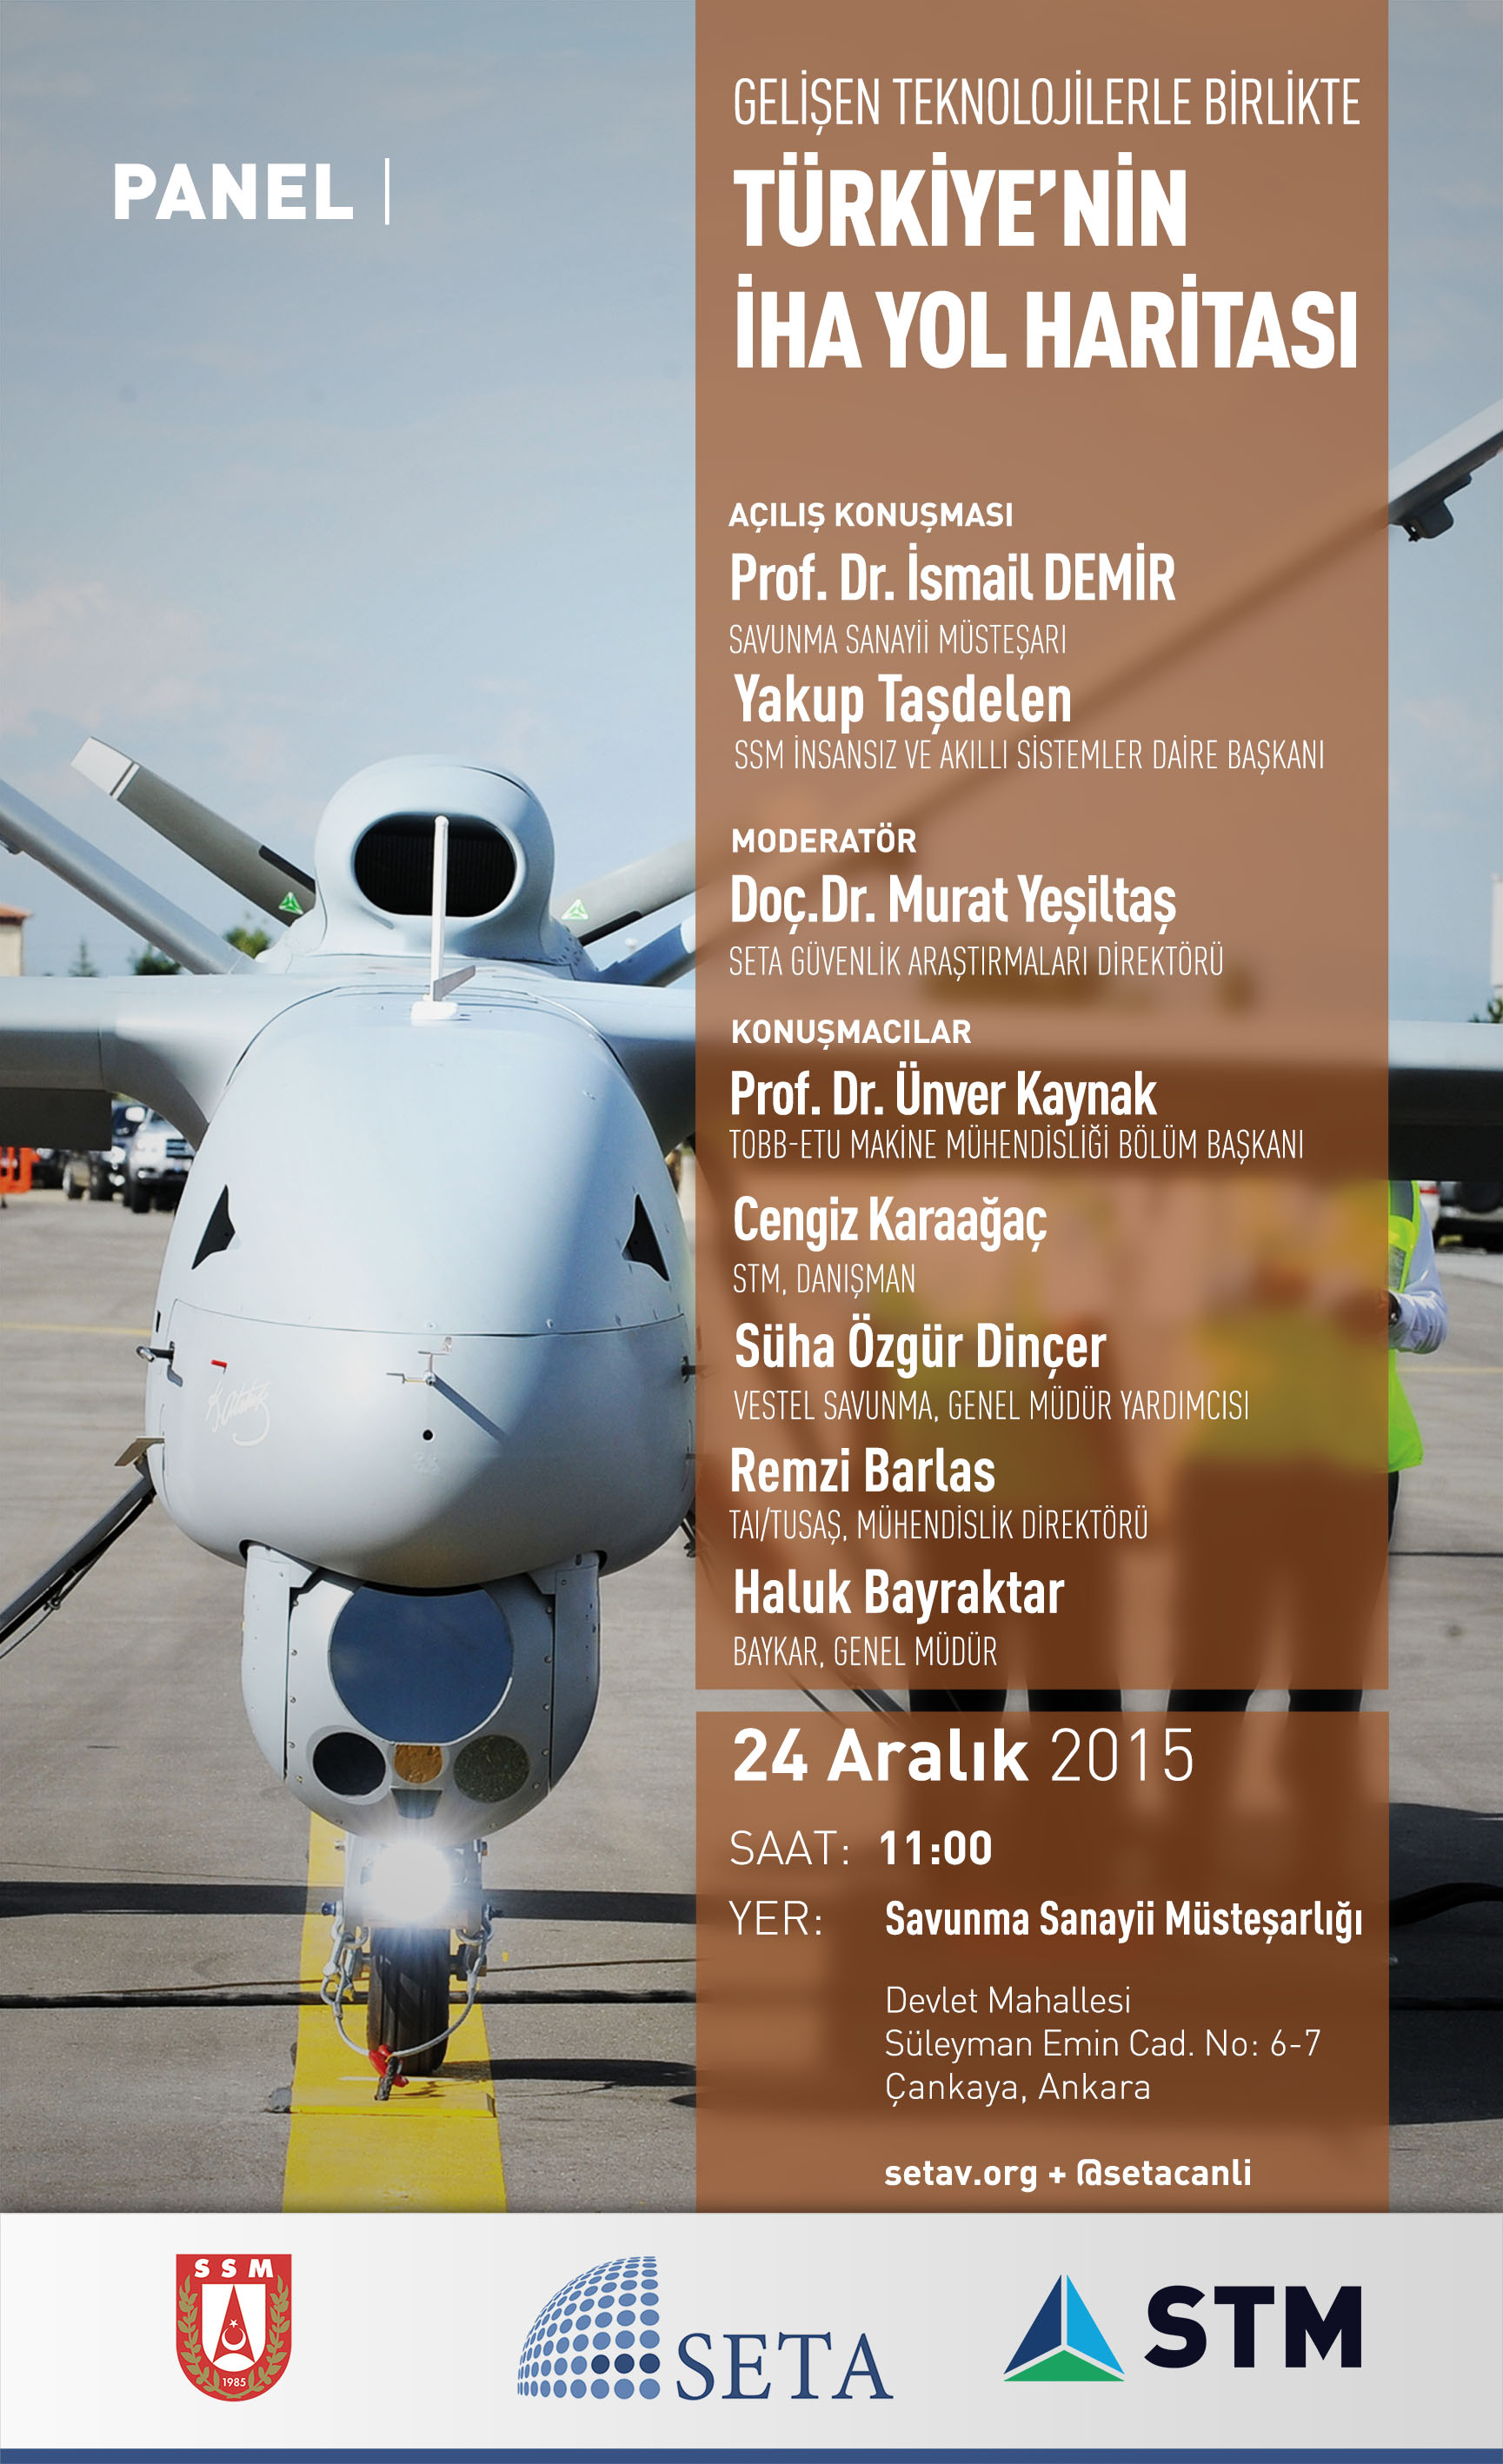 PANEL
GELİŞEN TEKNOLOJİLERLE BİRLİKTE
TÜRKİYE'NİN
İHA YOL HARİTASI
AÇILIŞ KONUŞMASI
Prof. Dr. İsmail DEMİR
SAVUNMA SANAYİİ MÜSTEŞARI
Yakup Taşdelen
SSM İNSANSIZ VE AKILLI SİSTEMLER DAİRE BAŞKANI
MODERATÖR
Doç.Dr. Murat Yeşiltaş
SETA GÜVENLİK ARAŞTIRMALARI DİREKTÖRÜ
KONUŞMACILAR
Prof. Dr. Ünver Kaynak
TOBB-ETU MAKİNE MÜHENDİSLİĞİ BÖLÜM BAŞKANI
Cengiz Karaağaç
STM, DANIŞMAN
Süha Özgür Dinçer
VESTEL SAVUNMA, GENEL MÜDÜR YARDIMCISI
Remzi Barlas
TAI/TUSAŞ, MÜHENDİSLİK DİREKTÖRÜ
Haluk Bayraktar
BAYKAR, GENEL MÜDÜR
24 Aralık 2015
SAAT: 11:00
YER: Savunma Sanayii Müsteşarlığı
Devlet Mahallesi
Süleyman Emin Cad. No: 6-7
Çankaya, Ankara
setav.org + @setacanli
SSM
1985
SETA
STM